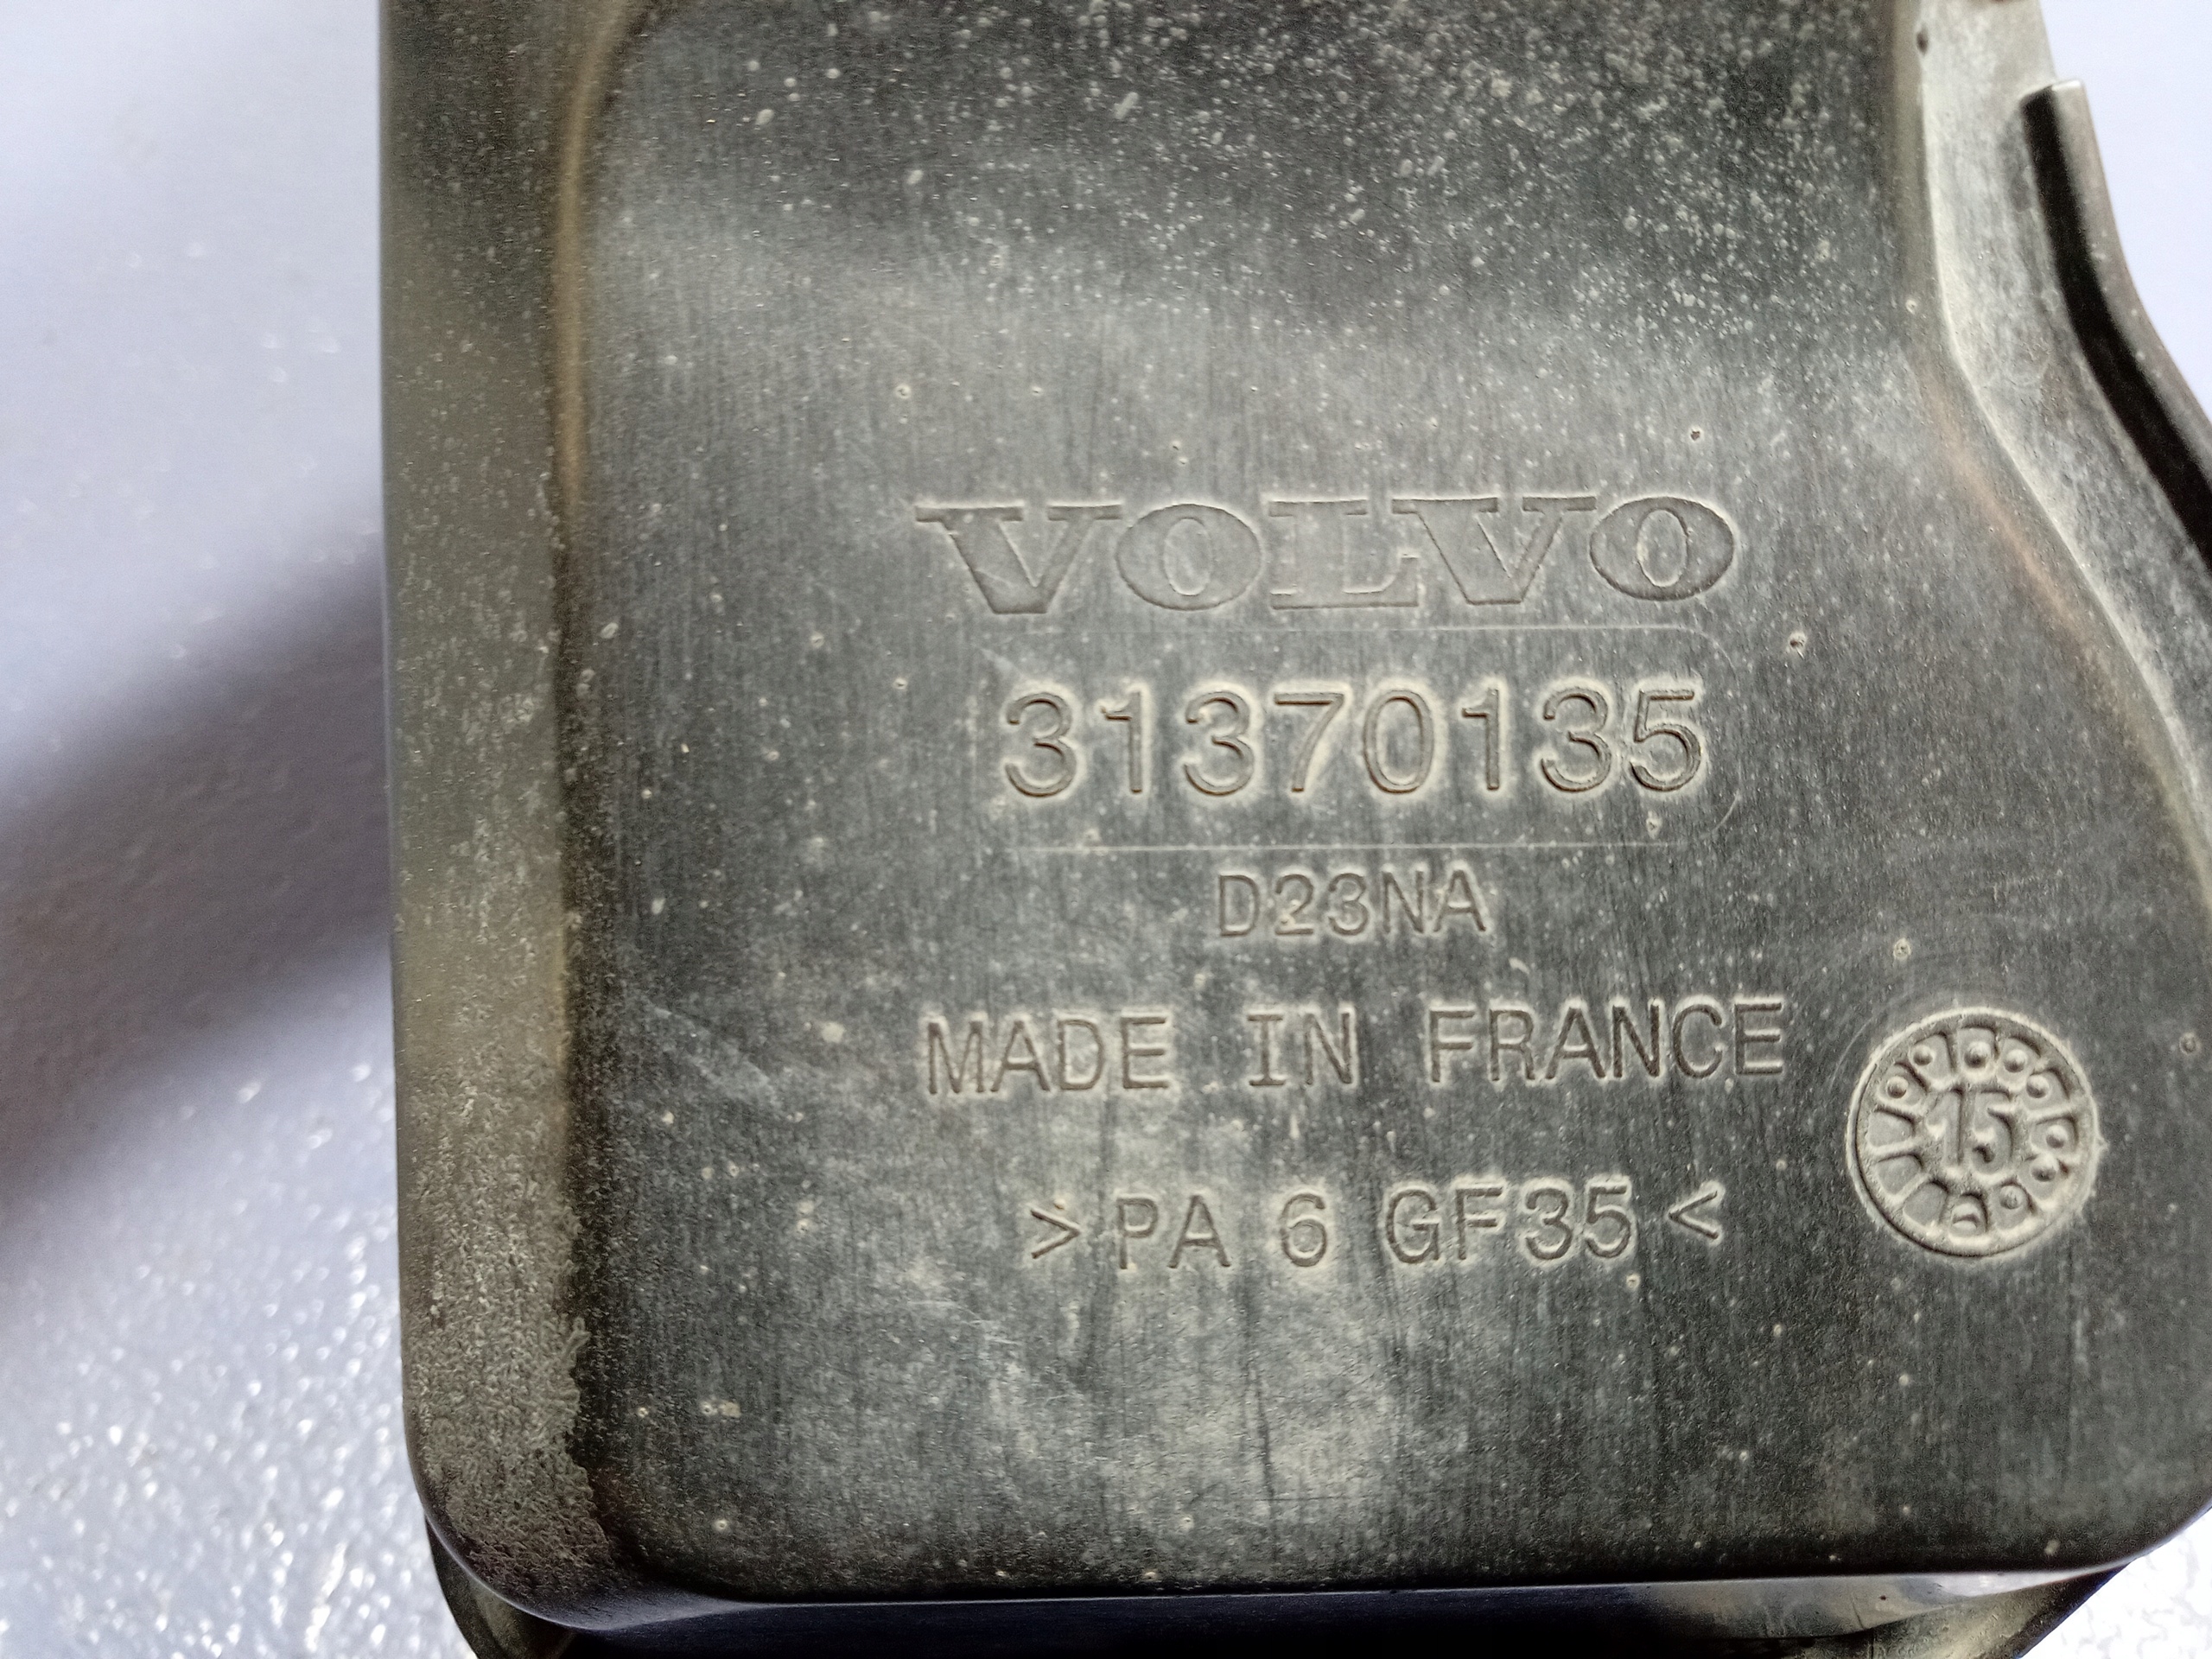 VOLVO
31370135
D23NA
MADE IN FRANCE
15
>PA 6 GF35<